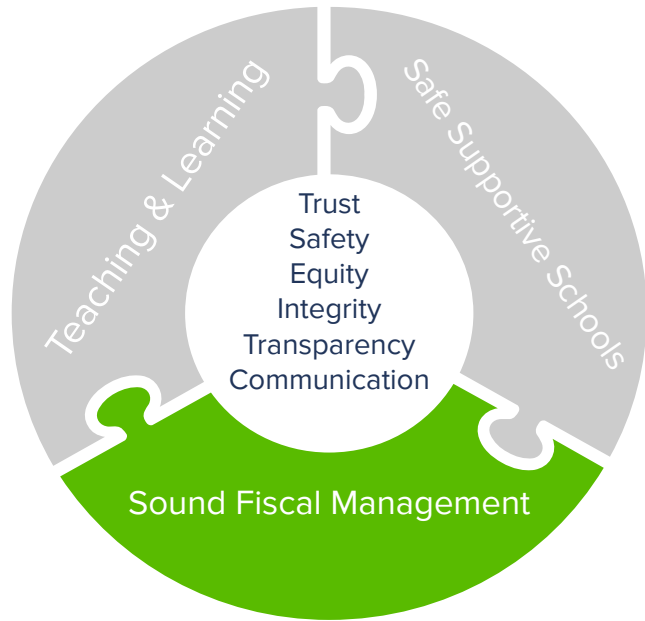 Teaching & Learning
Safe Supportive Schools
Trust
Safety
Equity
Integrity
Transparency
Communication
Sound Fiscal Management